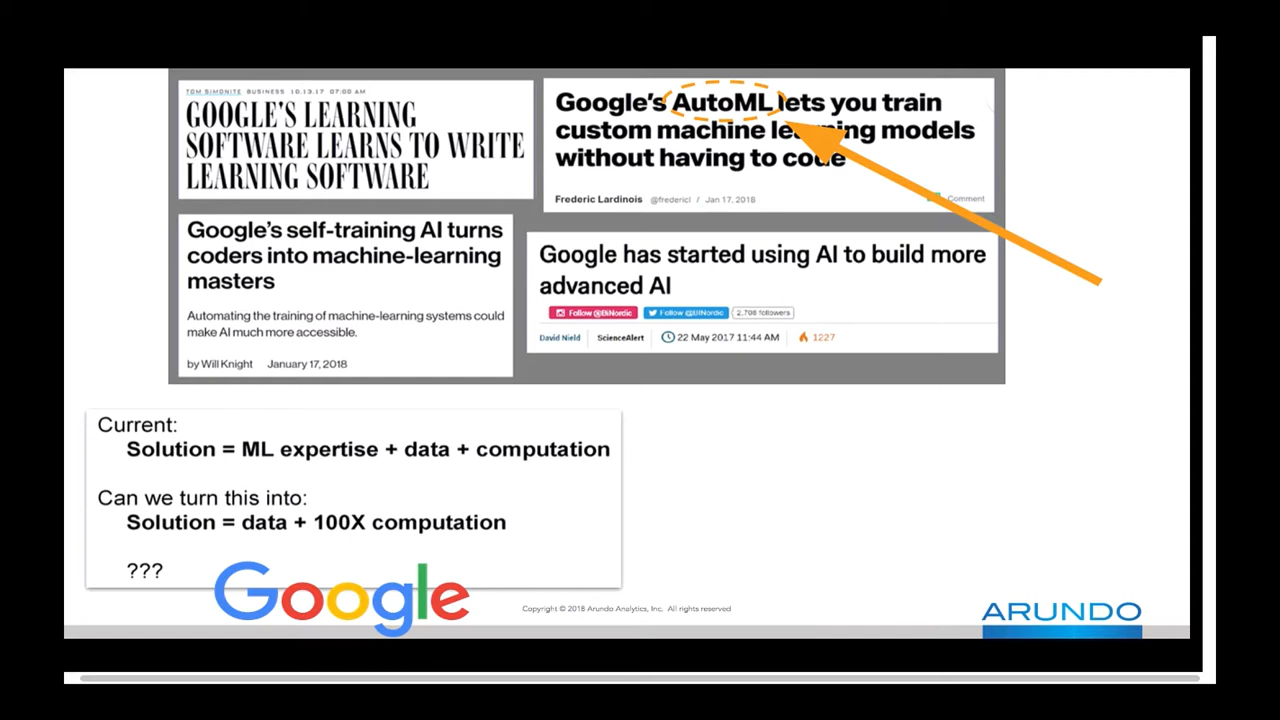 TOM SIMONITE BUSINESS 10.13.17 07:00 AM
GOOGLE'S LEARNING
SOFTWARE LEARNS TO WRITE
LEARNING SOFTWARE
Google's AutoML lets you train
custom machine learning models
without having to code
Frederic Lardinois @fredericl / Jan 17, 2018
Comment
Google's self-training AI turns
coders into machine-learning
masters
Automating the training of machine-learning systems could
make AI much more accessible.
by Will Knight January 17, 2018
Google has started using AI to build more
advanced AI
Follow @BINordic Follow @BINordic 2,708 followers
David Nield ScienceAlert 22 May 2017 11:44 AM 1227
Current:
Solution = ML expertise + data + computation
Can we turn this into:
Solution = data + 100X computation
???
Google
Copyright © 2018 Arundo Analytics, Inc. All rights reserved
ARUNDO